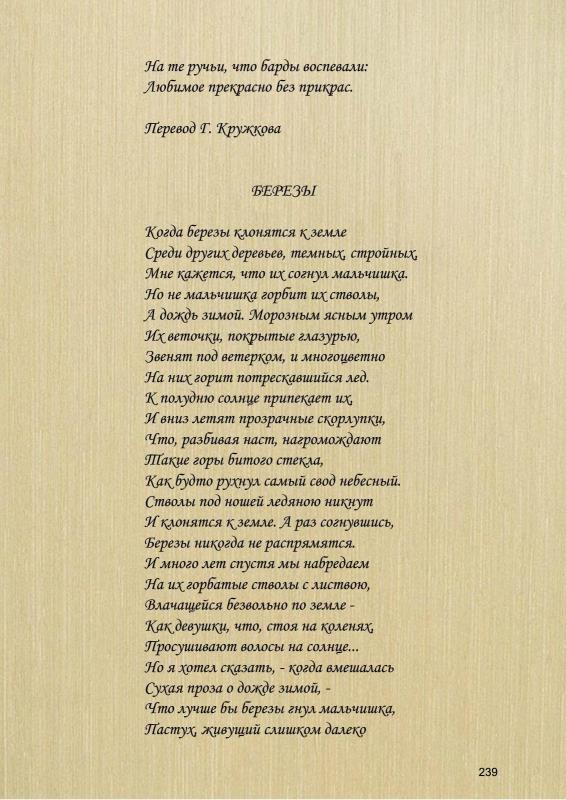 На те ручьи, что барды воспевали:
Любимое прекрасно без прикрас.
Перевод Г. Кружкова
БЕРЕЗЫ
Когда березы клонятся к земле
Среди других деревьев, темных, стройных,
Мне кажется, что их согнул мальчишка.
Но не мальчишка горбит их стволы,
А дождь зимой. Морозным ясным утром
Их веточки, покрытые глазурью,
Звенят под ветерком, и многоцветно
На них горит потрескавшийся лед.
К полудню солнце припекает их,
И вниз летят прозрачные скорлупки,
Что, разбивая наст, нагромождают
Такие горы битого стекла,
Как будто рухнул самый свод небесный.
Стволы под ношей ледяною никнут
И клонятся к земле. А раз согнувшись,
Березы никогда не распрямятся.
И много лет спустя мы набредаем
На их горбатые стволы с листвою,
Влачащейся безвольно по земле -
Как девушки, что, стоя на коленях,
Просушивают волосы на солнце...
Но я хотел сказать, - когда вмешалась
Сухая проза о дожде зимой, -
Что лучше бы березы гнул мальчишка,
Пастух, живущий слишком далеко
239